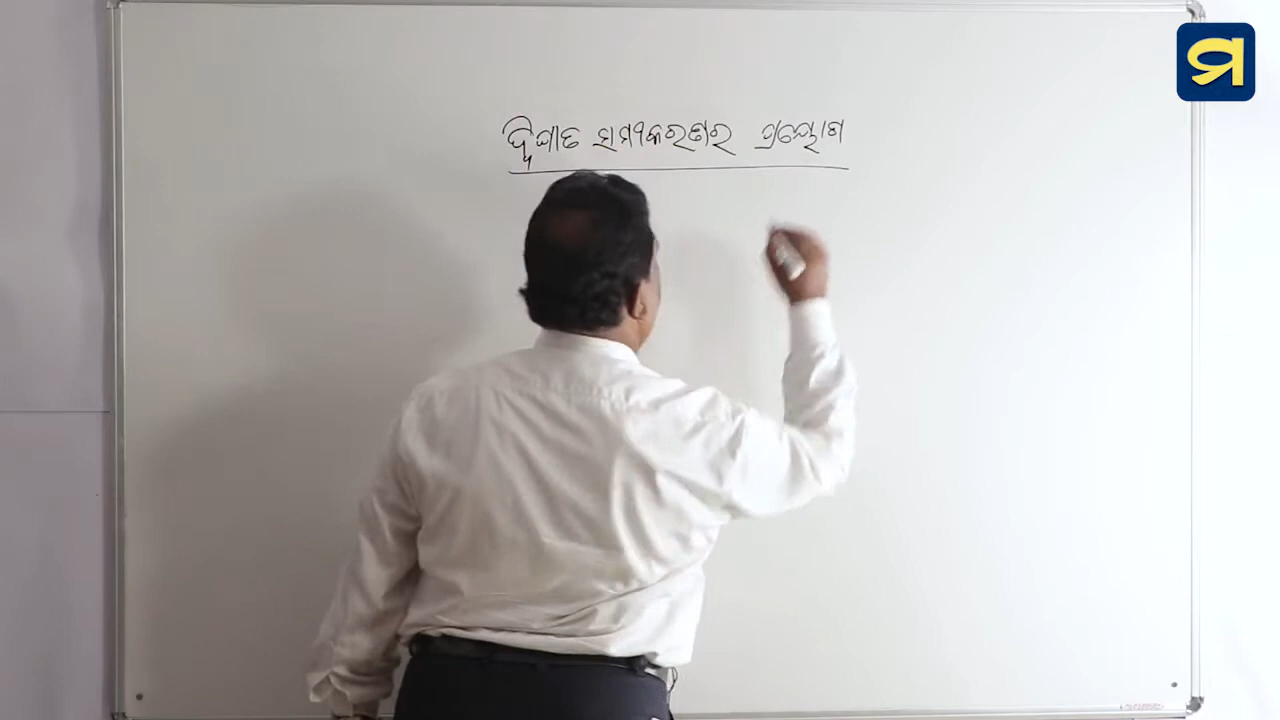 ଦ୍ୱିଘାତ ସମୀକରଣର ପ୍ରୟୋଗ
ସ